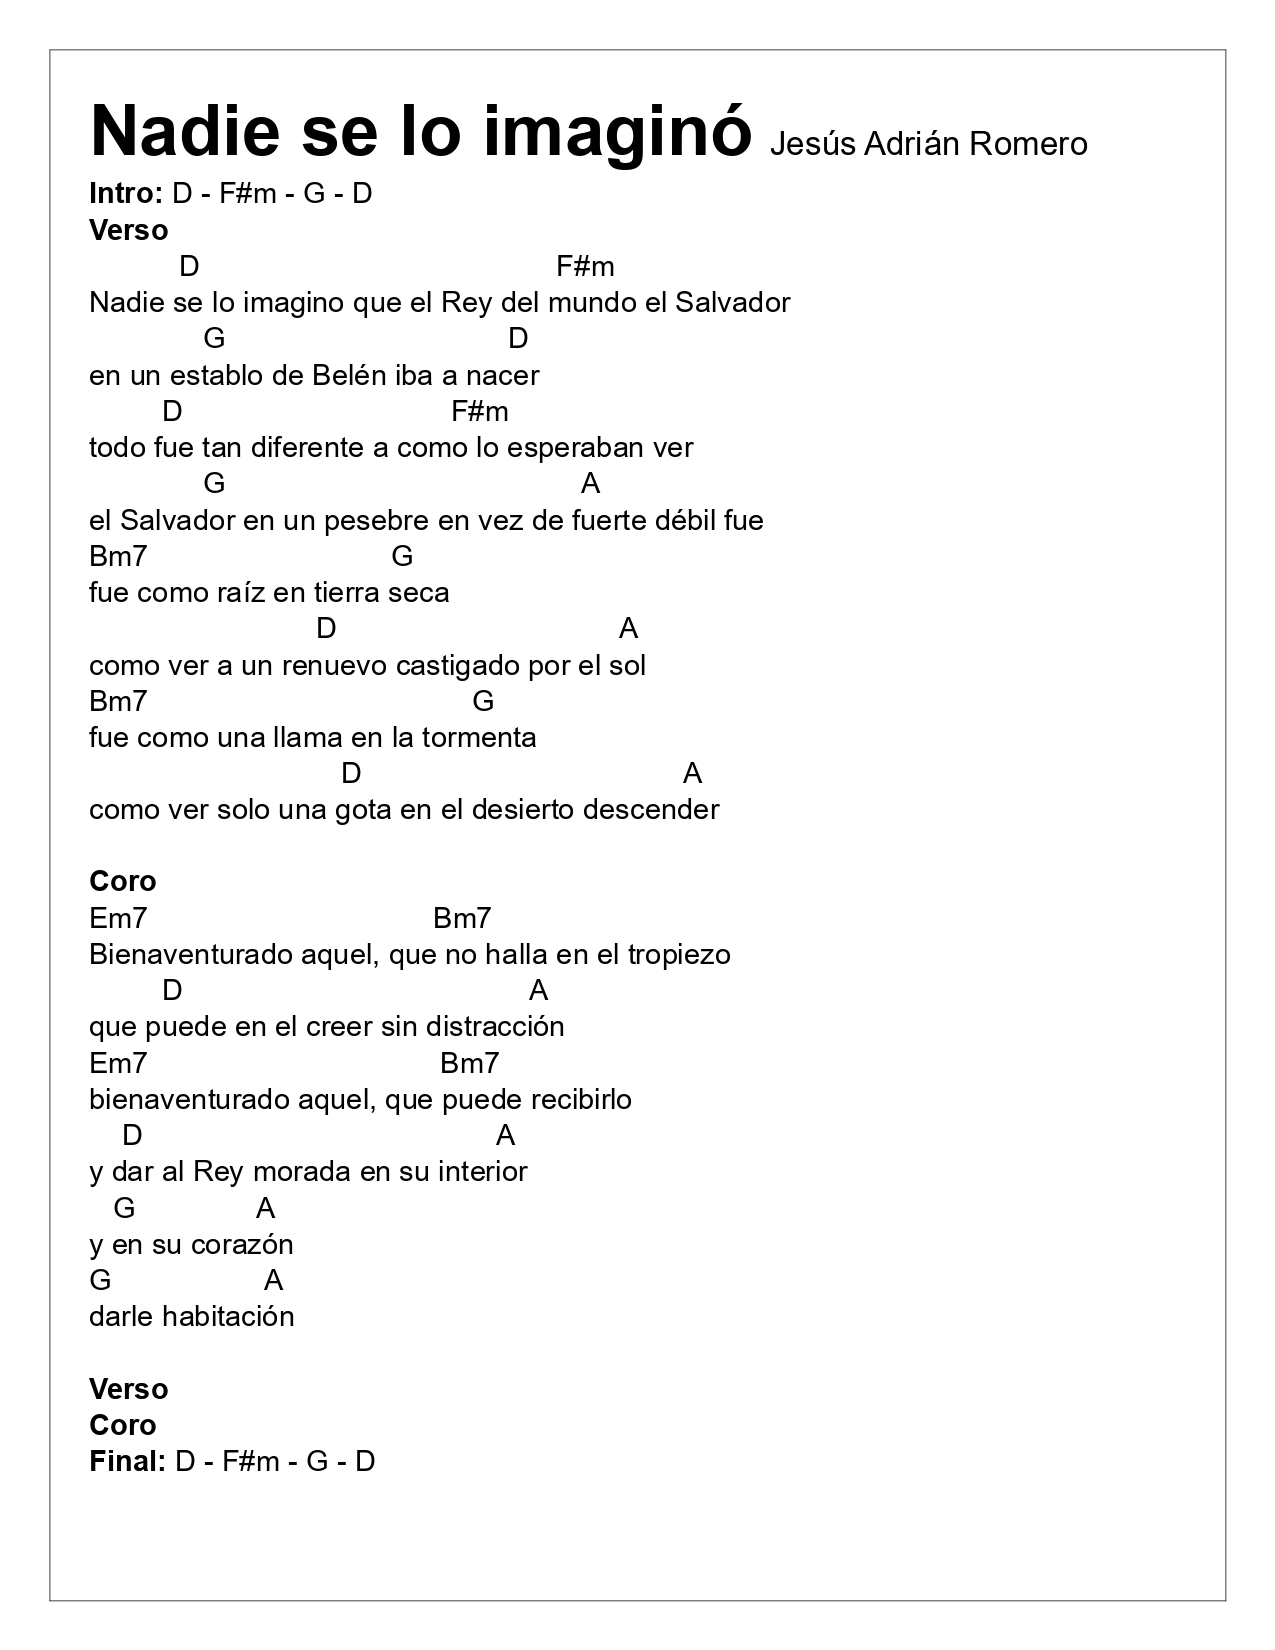 Nadie se lo imaginó Jesús Adrián Romero
Intro: D - F#m - G - D
Verso
D F#m
Nadie se lo imagino que el Rey del mundo el Salvador
G D
en un establo de Belén iba a nacer
D F#m
todo fue tan diferente a como lo esperaban ver
G A
el Salvador en un pesebre en vez de fuerte débil fue
Bm7 G
fue como raíz en tierra seca
D A
como ver a un renuevo castigado por el sol
Bm7 G
fue como una llama en la tormenta
D A
como ver solo una gota en el desierto descender
Coro
Em7 Bm7
Bienaventurado aquel, que no halla en el tropiezo
D A
que puede en el creer sin distracción
Em7 Bm7
bienaventurado aquel, que puede recibirlo
D A
y dar al Rey morada en su interior
G A
y en su corazón
G A
darle habitación
Verso
Coro
Final: D - F#m - G - D